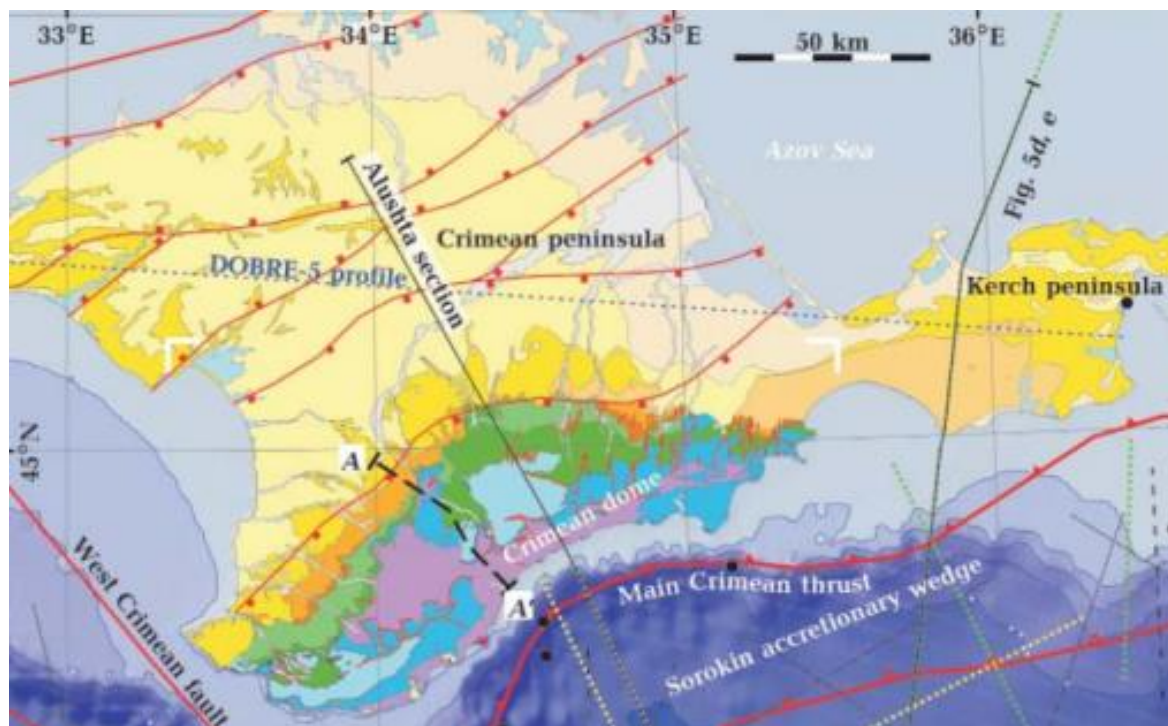 33°E
34°E
35°E
36°E
50 km
Azov Sea
Fig. 5d, e
Alushta section
Crimean peninsula
DOBRE-5 profile
Kerch peninsula
45°N
A
Crimean dome
West Crimean fault
A'
Main Crimean thrust
Sorokin accretionary wedge